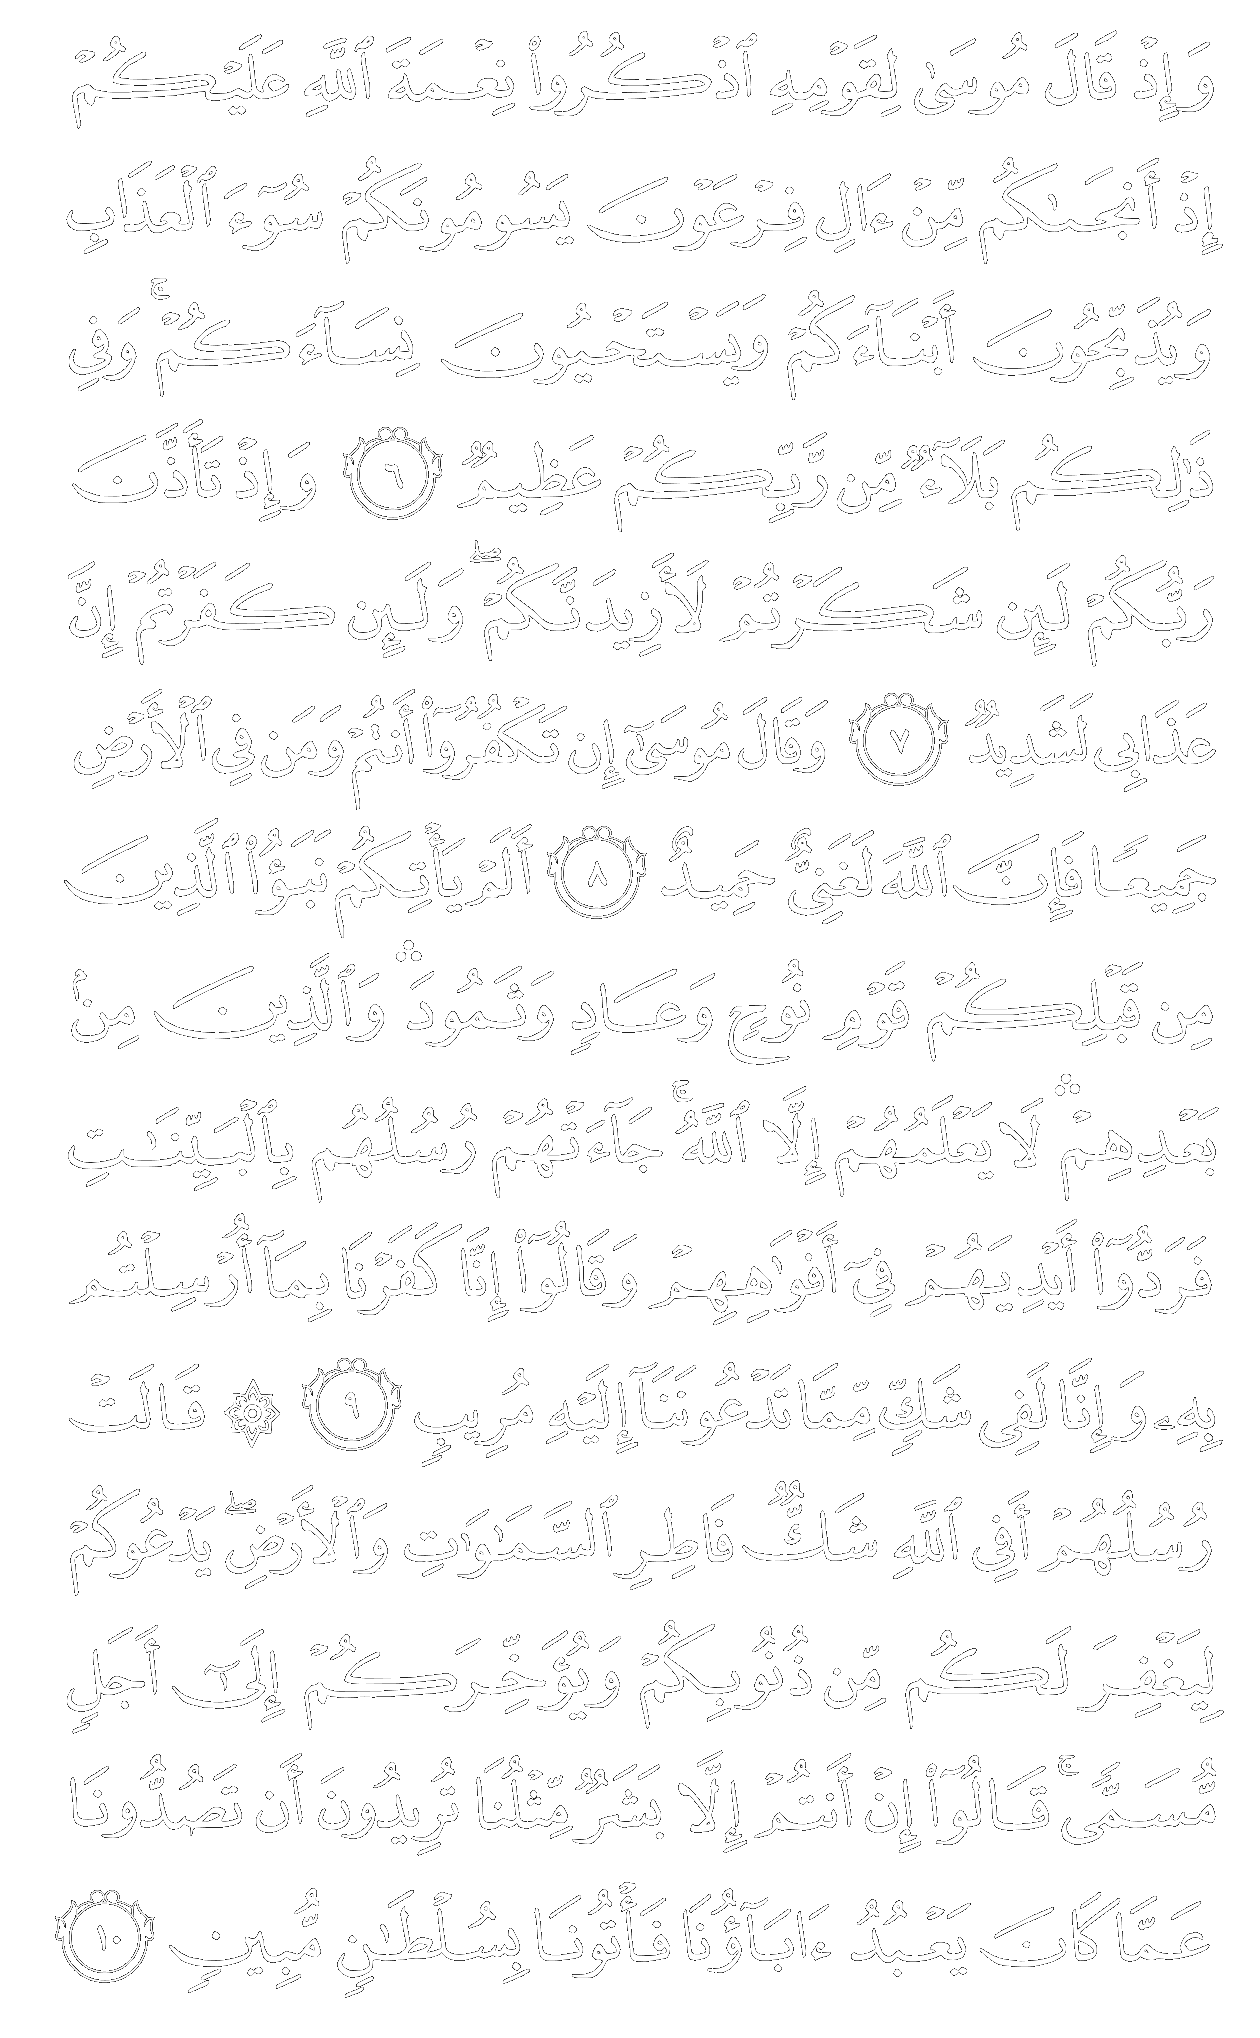 وَإِذْ قَالَ مُوسَىٰ لِقَوْمِهِ ٱذْكُرُوا۟ نِعْمَةَ ٱللَّهِ عَلَيْكُمْ
إِذْ أَنجَىٰكُم مِّنْ ءَالِ فِرْعَوْنَ يَسُومُونَكُمْ سُوٓءَ ٱلْعَذَابِ
وَيُذَبِّحُونَ أَبْنَآءَكُمْ وَيَسْتَحْيُونَ نِسَآءَكُمْ ۚ وَفِى
ذَٰلِكُم بَلَآءٌ مِّن رَّبِّكُمْ عَظِيمٌ ٦ وَإِذْ تَأَذَّنَ
رَبُّكُمْ لَئِن شَكَرْتُمْ لَأَزِيدَنَّكُمْ ۖ وَلَئِن كَفَرْتُمْ إِنَّ
عَذَابِى لَشَدِيدٌ ٧ وَقَالَ مُوسَىٰٓ إِن تَكْفُرُوٓا۟ أَنتُمْ وَمَن فِى ٱلْأَرْضِ
جَمِيعًا فَإِنَّ ٱللَّهَ لَغَنِىٌّ حَمِيدٌ ٨ أَلَمْ يَأْتِكُمْ نَبَؤُا۟ ٱلَّذِينَ
مِن قَبْلِكُمْ قَوْمِ نُوحٍ وَعَادٍ وَثَمُودَ ۛ وَٱلَّذِينَ مِنۢ
بَعْدِهِمْ ۛ لَا يَعْلَمُهُمْ إِلَّا ٱللَّهُ ۚ جَآءَتْهُمْ رُسُلُهُم بِٱلْبَيِّنَٰتِ
فَرَدُّوٓا۟ أَيْدِيَهُمْ فِىٓ أَفْوَٰهِهِمْ وَقَالُوٓا۟ إِنَّا كَفَرْنَا بِمَآ أُرْسِلْتُم
بِهِۦ وَإِنَّا لَفِى شَكٍّ مِّمَّا تَدْعُونَنَآ إِلَيْهِ مُرِيبٍ ٩ ۞ قَالَتْ
رُسُلُهُمْ أَفِى ٱللَّهِ شَكٌّ فَاطِرِ ٱلسَّمَٰوَٰتِ وَٱلْأَرْضِ ۖ يَدْعُوكُمْ
لِيَغْفِرَ لَكُم مِّن ذُنُوبِكُمْ وَيُؤَخِّرَكُمْ إِلَىٰٓ أَجَلٍ
مُّسَمًّى ۚ قَالُوٓا۟ إِنْ أَنتُمْ إِلَّا بَشَرٌ مِّثْلُنَا تُرِيدُونَ أَن تَصُدُّونَا
عَمَّا كَانَ يَعْبُدُ ءَابَآؤُنَا فَأْتُونَا بِسُلْطَٰنٍ مُّبِينٍ ١٠